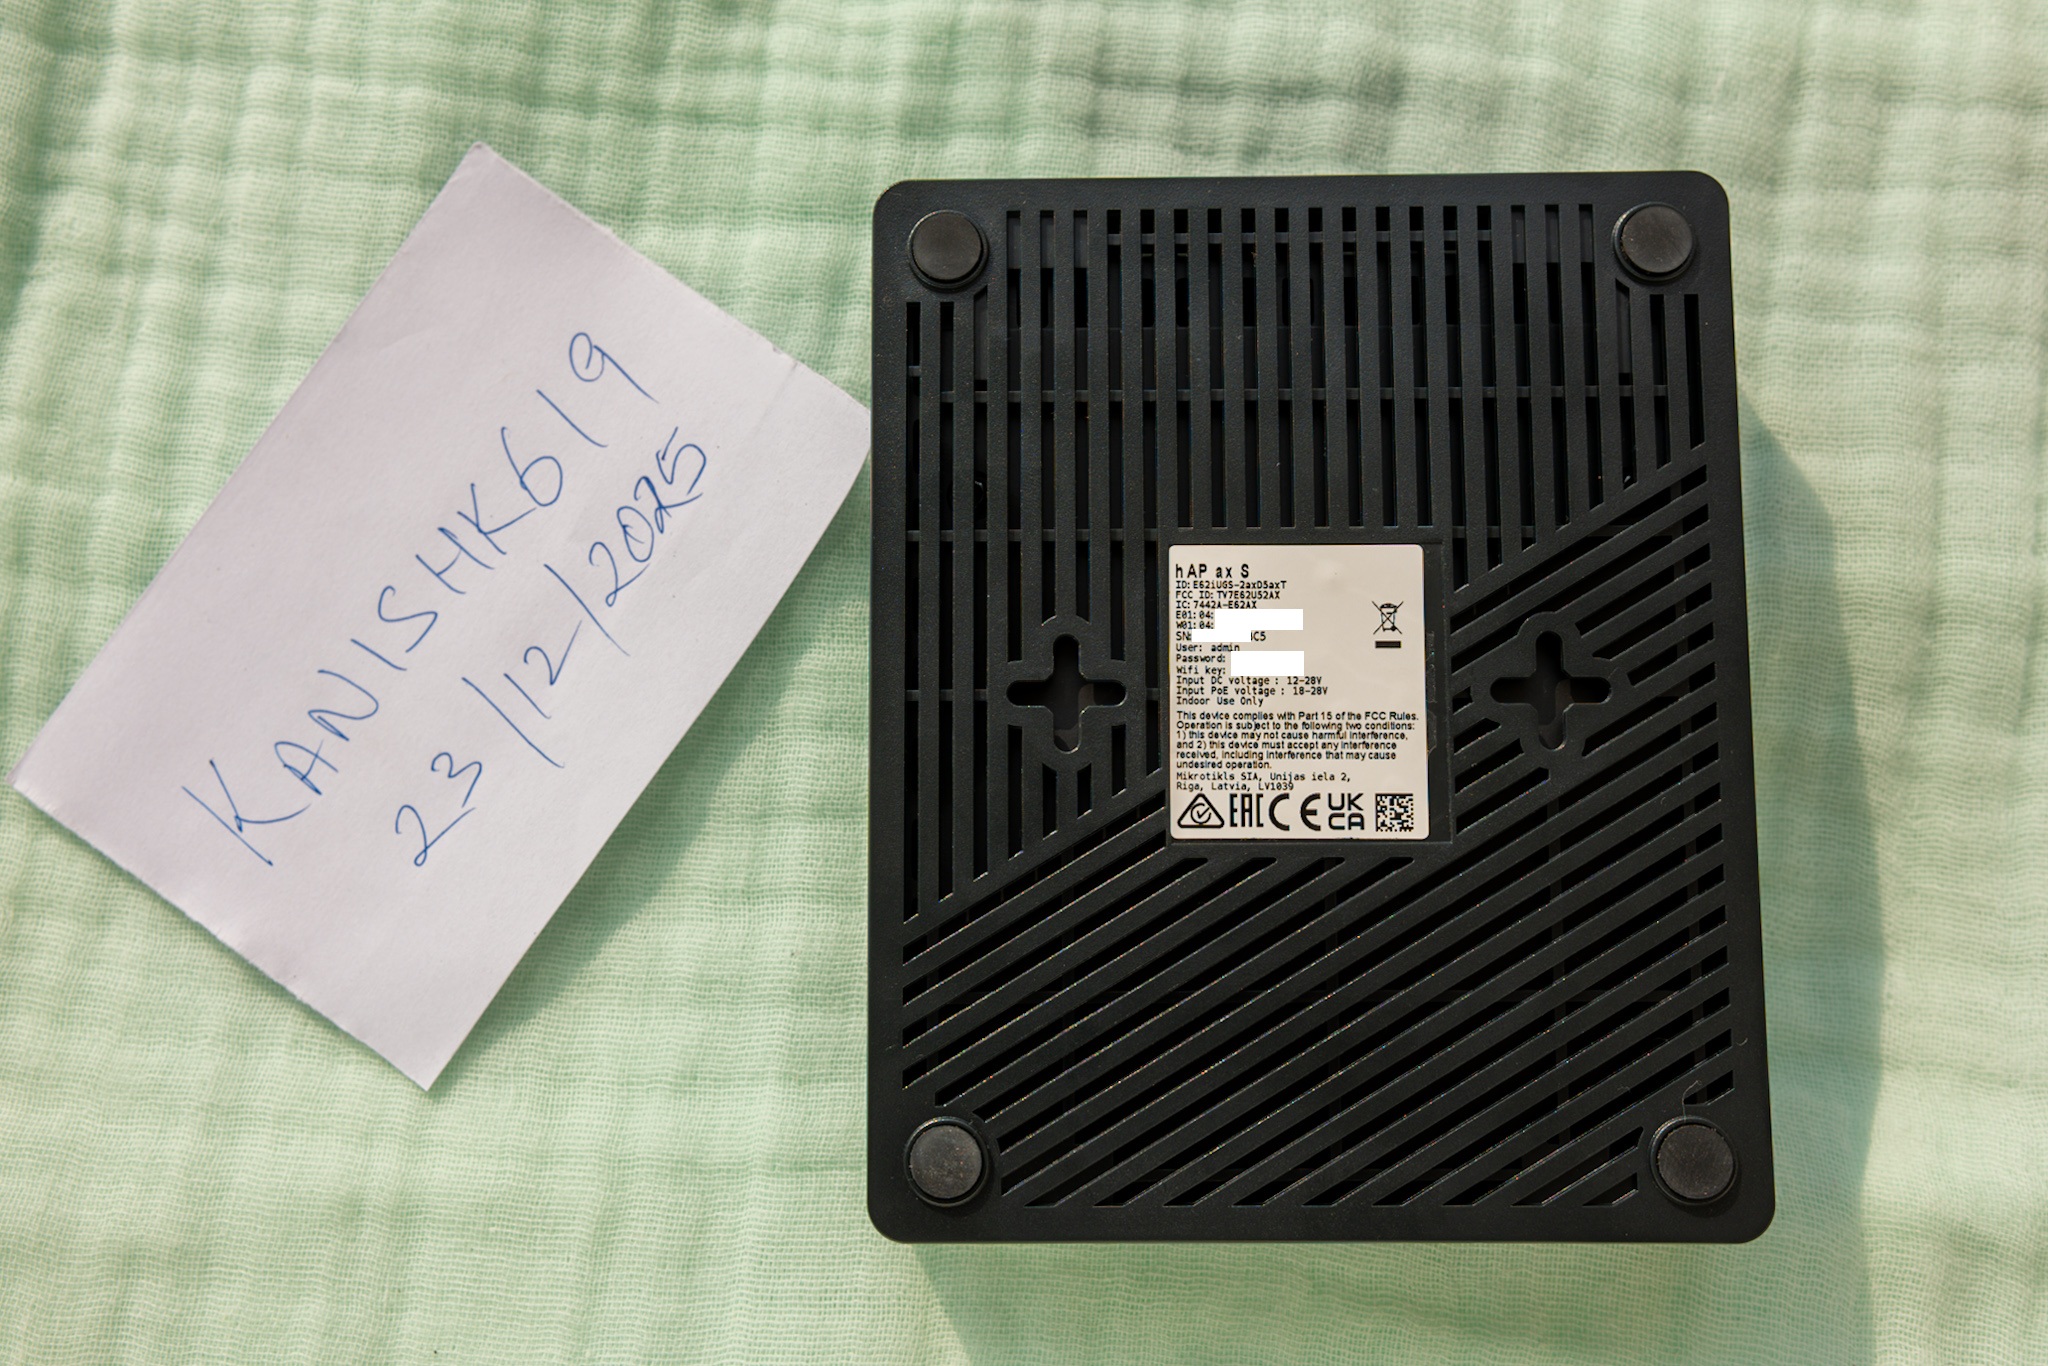 KANISHK619
23/12/2025
hAP ax S
ID: E62iUGS-2axD5axT
FCC ID: TV7E62U52AX
IC: 7442A-E62AX
E01: 04:
W01: 04:
SN: C5
User: admin
Password:
Wifi key:
Input DC voltage : 12-28V
Input PoE voltage : 18-28V
Indoor Use Only
This device complies with Part 15 of the FCC Rules.
Operation is subject to the following two conditions:
1) this device may not cause harmful interference,
and 2) this device must accept any interference
received, including interference that may cause
undesired operation.
Mikrotikls SIA, Unijas iela 2,
Riga, Latvia, LV1039
EAC CE UK CA